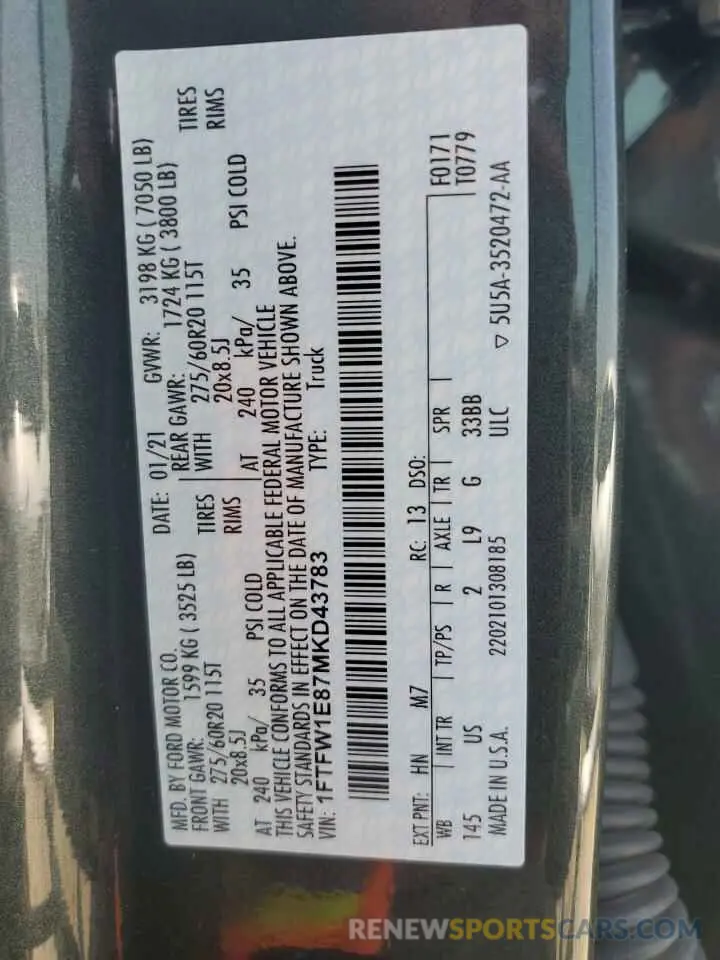 MFD. BY FORD MOTOR CO.
DATE: 01/21 GVWR: 3198 KG ( 7050 LB)
FRONT GAWR: 1599 KG ( 3525 LB) REAR GAWR: 1724 KG ( 3800 LB)
WITH 275/60R20 115T TIRES WITH 275/60R20 115T TIRES
20x8.5J RIMS 20x8.5J RIMS
AT 240 kPa/ 35 PSI COLD AT 240 kPa/ 35 PSI COLD
THIS VEHICLE CONFORMS TO ALL APPLICABLE FEDERAL MOTOR VEHICLE
SAFETY STANDARDS IN EFFECT ON THE DATE OF MANUFACTURE SHOWN ABOVE.
VIN: 1FTFW1E87MKD43783 TYPE: Truck
EXT PNT: HN M7 RC: 13 DSO: F0171
WB INT TR TP/PS R AXLE TR SPR T0779
145 US 2 L9 G 33BB
MADE IN U.S.A. 2202101308185 ULC ▽ 5U5A-3520472-AA
RENEWSPORTSCARS.COM